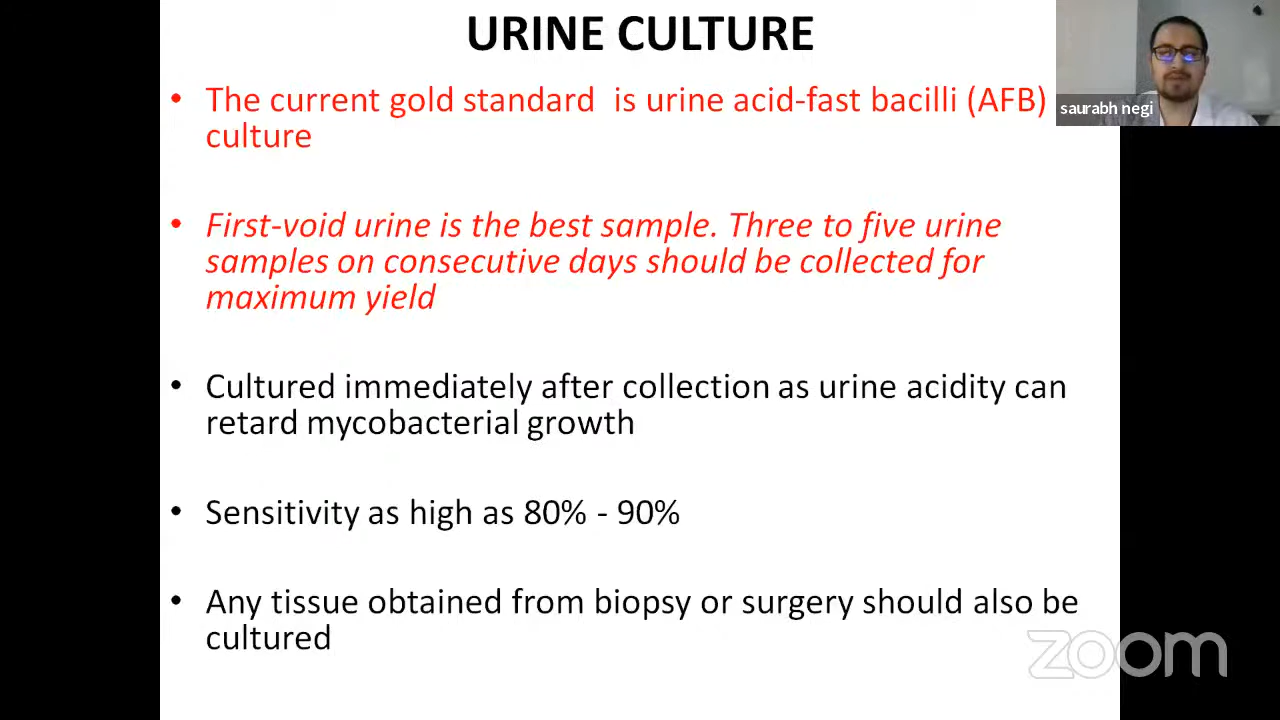 URINE CULTURE
• The current gold standard is urine acid-fast bacilli (AFB)
culture
• First-void urine is the best sample. Three to five urine
samples on consecutive days should be collected for
maximum yield
• Cultured immediately after collection as urine acidity can
retard mycobacterial growth
• Sensitivity as high as 80% - 90%
• Any tissue obtained from biopsy or surgery should also be
cultured
saurabh negi
zoom